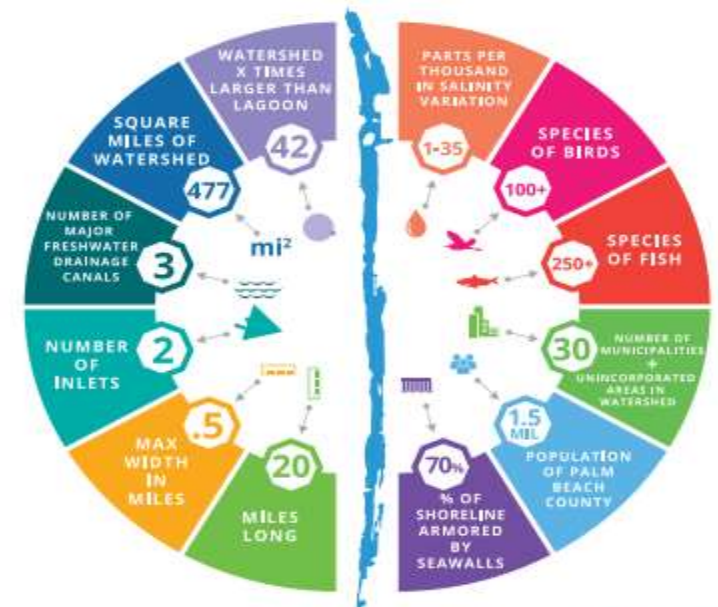 WATERSHED
X TIMES
LARGER THAN
LAGOON
42
SQUARE
MILES OF
WATERSHED
477
mi²
NUMBER OF
MAJOR
FRESHWATER
DRAINAGE
CANALS
3
NUMBER
OF
INLETS
2
MAX
WIDTH
IN
MILES
.5
20
MILES
LONG
PARTS PER
THOUSAND
IN SALINITY
VARIATION
1-35
SPECIES
OF BIRDS
100+
SPECIES
OF FISH
250+
30
NUMBER OF
MUNICIPALITIES
+
UNINCORPORATED
AREAS IN
WATERSHED
1.5
MIL
POPULATION
OF PALM
BEACH
COUNTY
70%
% OF
SHORELINE
ARMORED
BY
SEAWALLS